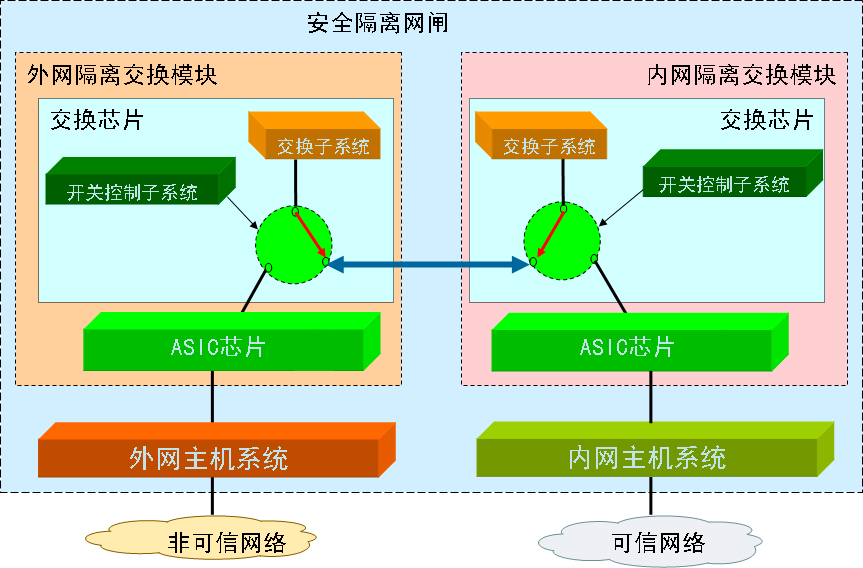 安全隔离网闸
外网隔离交换模块
交换芯片
交换子系统
开关控制子系统
ASIC芯片
外网主机系统
非可信网络
内网隔离交换模块
交换芯片
交换子系统
开关控制子系统
ASIC芯片
内网主机系统
可信网络